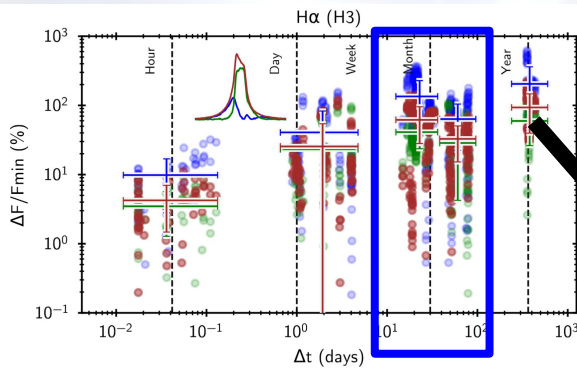 Hα (H3)
Hour
Day
Week
Month
Year
10³
10²
10¹
10⁰
10⁻¹
ΔF/Fmin (%)
10⁻² 10⁻¹ 10⁰ 10¹ 10² 10³
Δt (days)